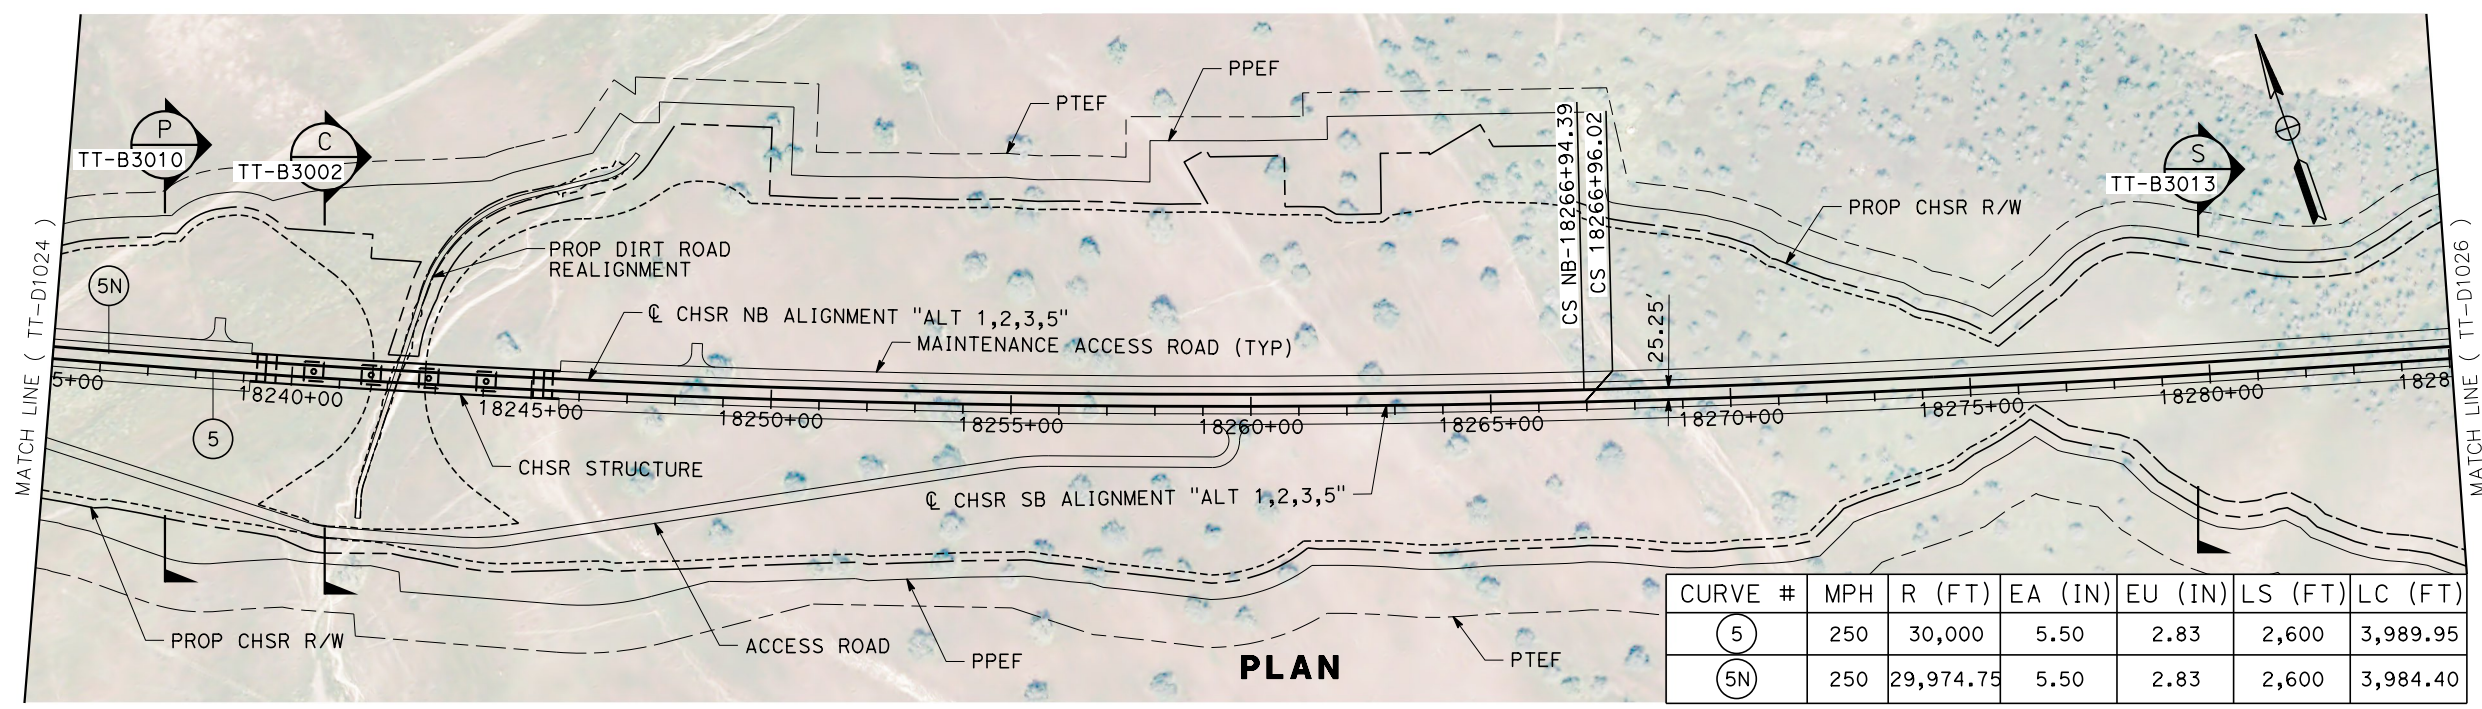 PPEF
PTEF
P
TT-B3010
C
TT-B3002
S
TT-B3013
CS NB-18266+94.39
CS 18266+96.02
PROP CHSR R/W
PROP DIRT ROAD
REALIGNMENT
MATCH LINE ( TT-D1024 )
MATCH LINE ( TT-D1026 )
5N
℄ CHSR NB ALIGNMENT "ALT 1,2,3,5"
MAINTENANCE ACCESS ROAD (TYP)
25.25'
5+00
18240+00
18245+00
18250+00
18255+00
18260+00
18265+00
18270+00
18275+00
18280+00
1828
5
CHSR STRUCTURE
℄ CHSR SB ALIGNMENT "ALT 1,2,3,5"
PROP CHSR R/W
ACCESS ROAD
PPEF
PTEF
PLAN
CURVE # MPH R (FT) EA (IN) EU (IN) LS (FT) LC (FT)
5 250 30,000 5.50 2.83 2,600 3,989.95
5N 250 29,974.75 5.50 2.83 2,600 3,984.40